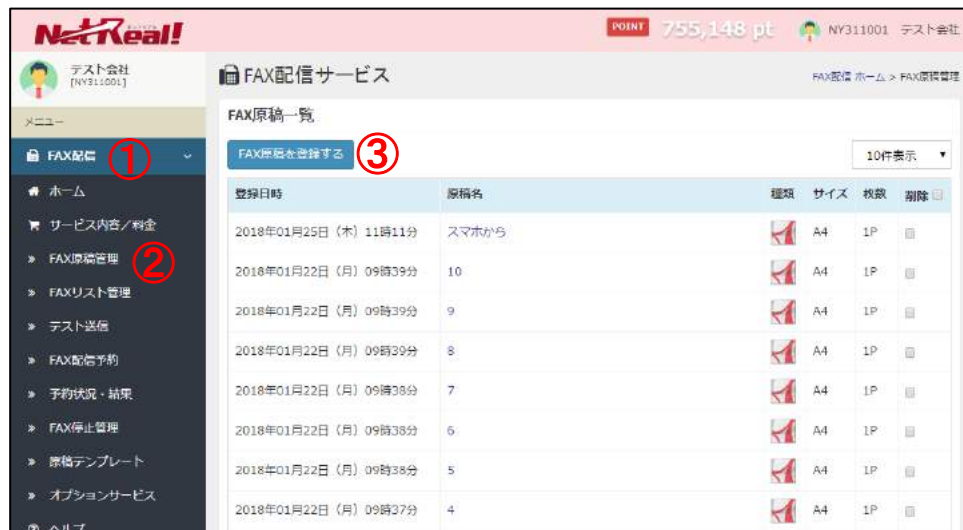 NetReal!
POINT 755,148 pt NY311001 テスト会社
テスト会社
[NY311001]
FAX配信サービス
FAX配信 ホーム > FAX原稿管理
メニュー
FAX原稿一覧
FAX配信 ①
FAX原稿を登録する ③
10件表示
ホーム
サービス内容/料金
» FAX原稿管理 ②
» FAXリスト管理
» テスト送信
» FAX配信予約
» 予約状況・結果
» FAX停止管理
» 原稿テンプレート
» オプションサービス
ヘルプ
登録日時 原稿名 種類 サイズ 枚数 削除
2018年01月25日(木)11時11分 スマホから A4 1P
2018年01月22日(月)09時39分 10 A4 1P
2018年01月22日(月)09時39分 9 A4 1P
2018年01月22日(月)09時39分 8 A4 1P
2018年01月22日(月)09時38分 7 A4 1P
2018年01月22日(月)09時38分 6 A4 1P
2018年01月22日(月)09時38分 5 A4 1P
2018年01月22日(月)09時37分 4 A4 1P